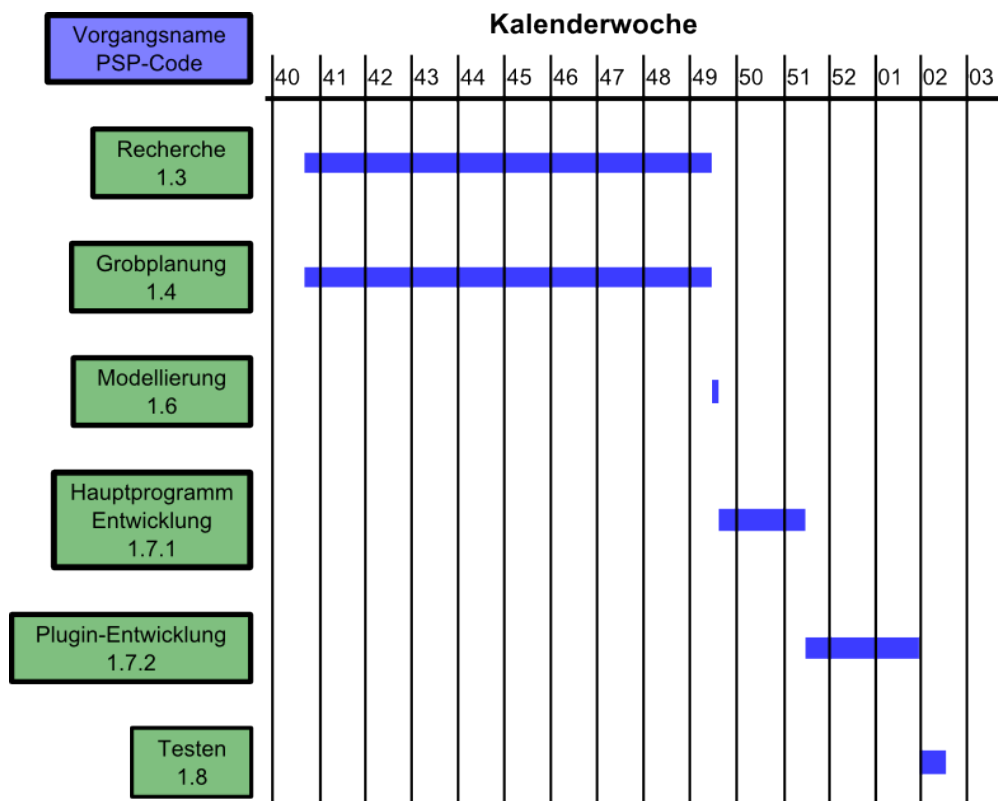 Kalenderwoche
Vorgangsname
PSP-Code
40 41 42 43 44 45 46 47 48 49 50 51 52 01 02 03
Recherche
1.3
Grobplanung
1.4
Modellierung
1.6
Hauptprogramm
Entwicklung
1.7.1
Plugin-Entwicklung
1.7.2
Testen
1.8